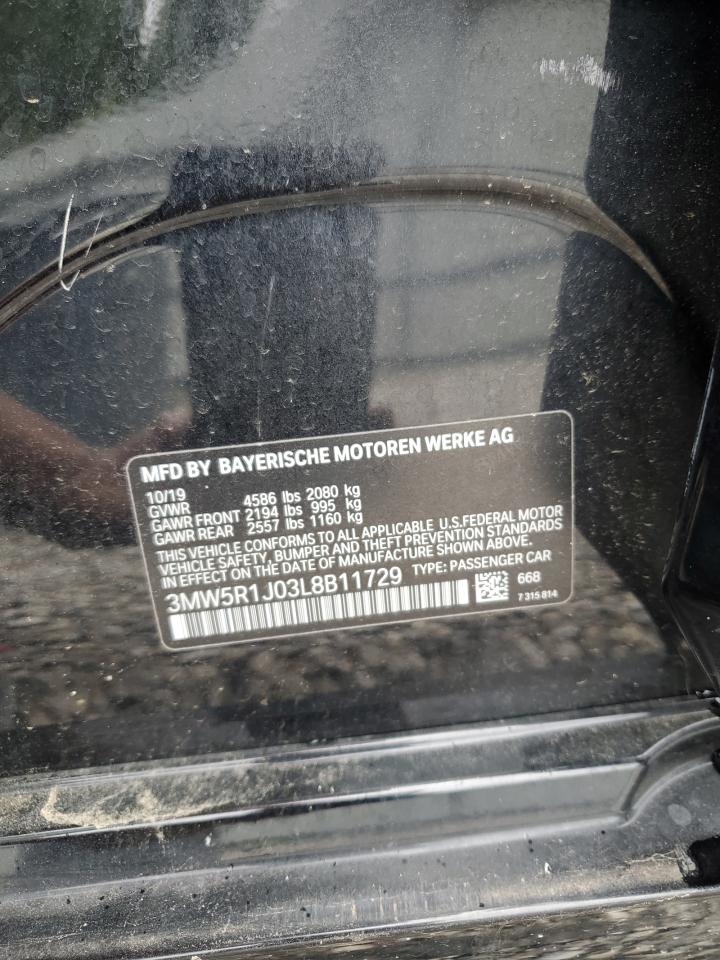 MFD BY BAYERISCHE MOTOREN WERKE AG
10/19
GVWR 4586 lbs 2080 kg
GAWR FRONT 2194 lbs 995 kg
GAWR REAR 2557 lbs 1160 kg
THIS VEHICLE CONFORMS TO ALL APPLICABLE U.S.FEDERAL MOTOR
VEHICLE SAFETY, BUMPER AND THEFT PREVENTION STANDARDS
IN EFFECT ON THE DATE OF MANUFACTURE SHOWN ABOVE.
3MW5R1J03L8B11729 TYPE: PASSENGER CAR
668
7 315 814